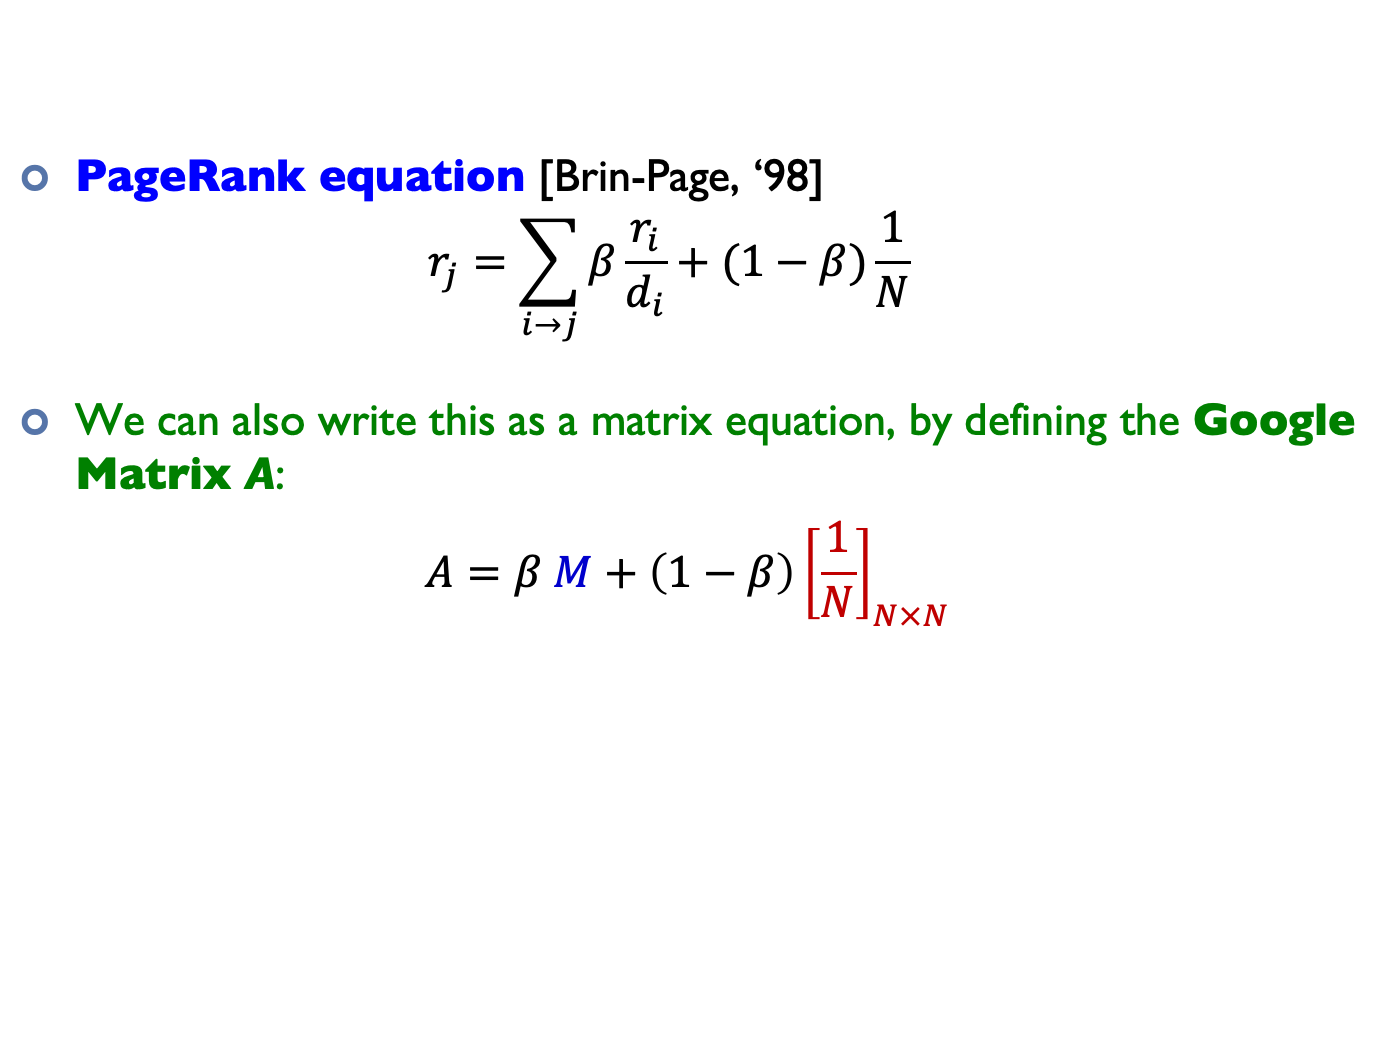 PageRank equation [Brin-Page, ‘98]
r_j = ∑_{i→j} β r_i/d_i + (1 − β) 1/N
We can also write this as a matrix equation, by defining the Google
Matrix A:
A = β M + (1 − β) [1/N]_{N×N}